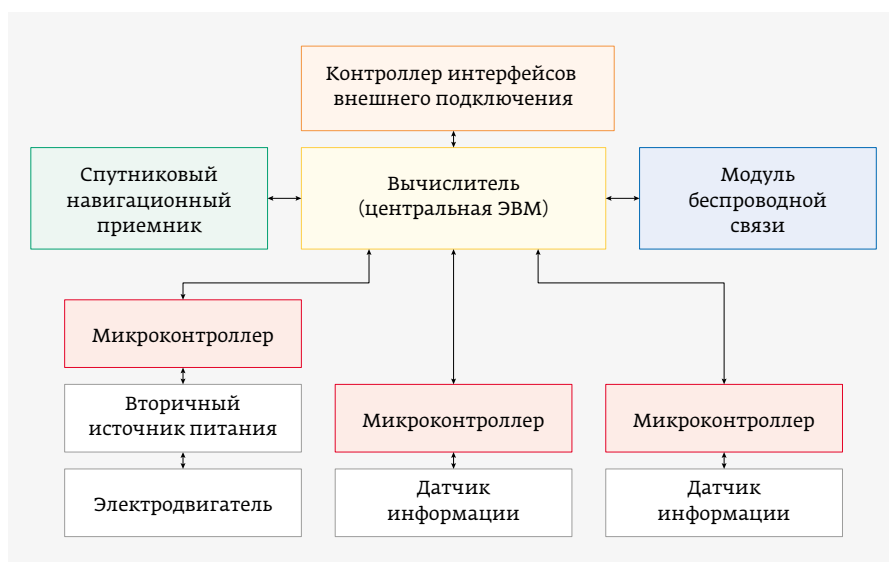 Контроллер интерфейсов
внешнего подключения
Спутниковый
навигационный
приемник
Вычислитель
(центральная ЭВМ)
Модуль
беспроводной
связи
Микроконтроллер
Вторичный
источник питания
Электродвигатель
Микроконтроллер
Датчик
информации
Микроконтроллер
Датчик
информации